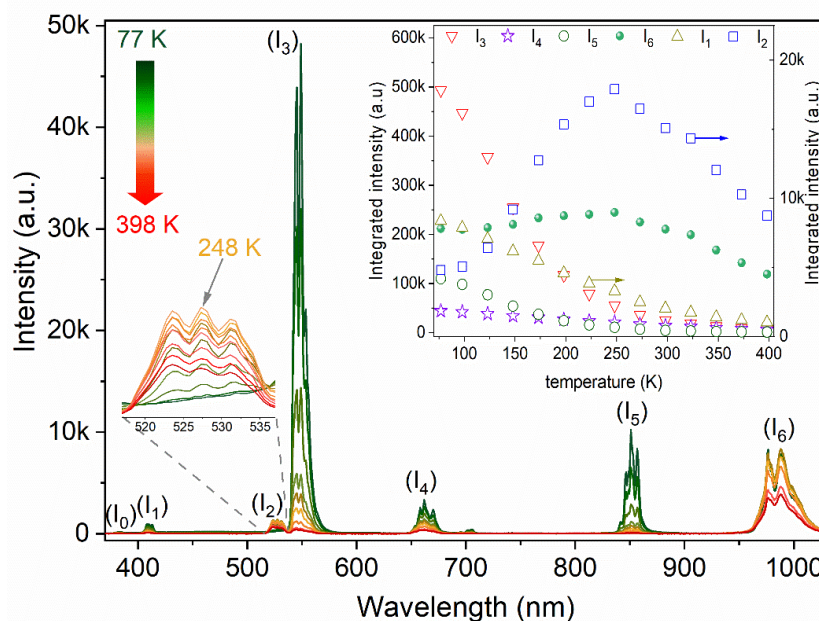 77 K
398 K
248 K
(I₃)
(I₀)
(I₁)
(I₂)
(I₄)
(I₅)
(I₆)
Intensity (a.u.)
50k
40k
30k
20k
10k
0
400 500 600 700 800 900 1000
Wavelength (nm)
520 525 530 535
I₃ I₄ I₅ I₆ I₁ I₂
Integrated intensity (a.u)
600k
500k
400k
300k
200k
100k
0
100 150 200 250 300 350 400
temperature (K)
20k
10k
0
Integrated intensity (a.u)